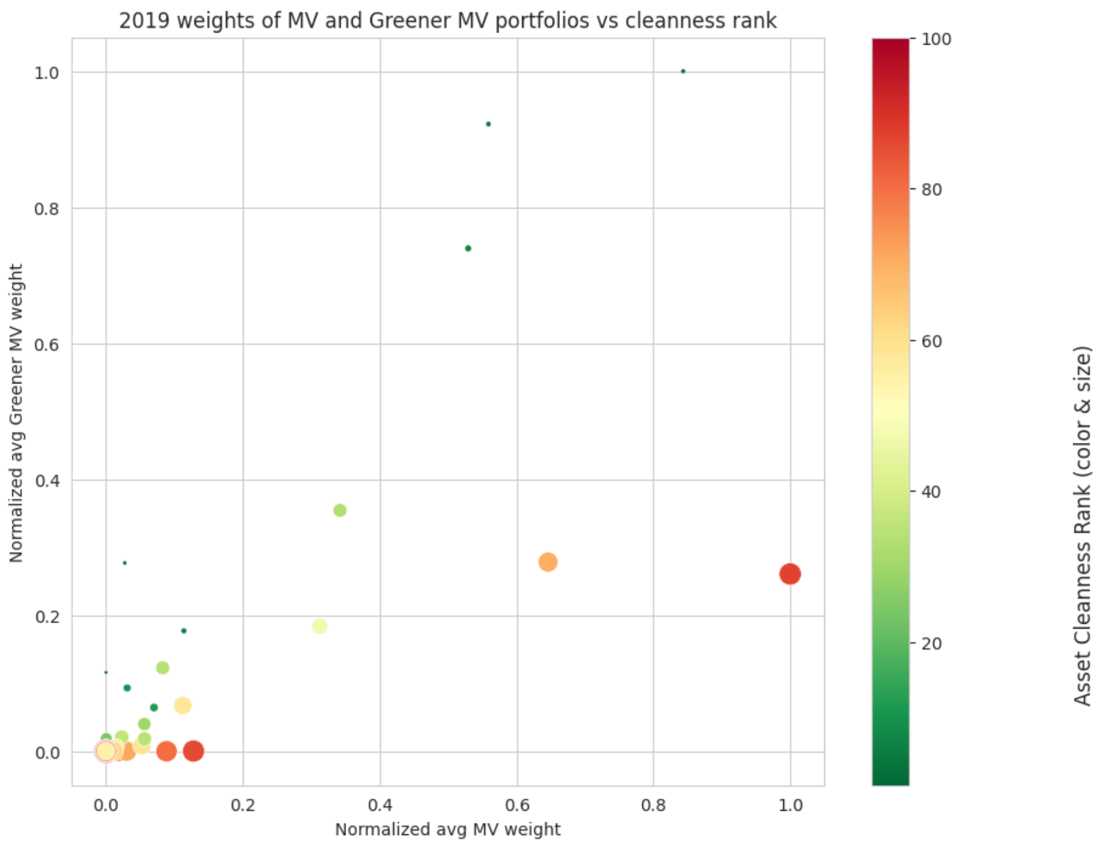 2019 weights of MV and Greener MV portfolios vs cleanness rank
Normalized avg Greener MV weight
1.0
0.8
0.6
0.4
0.2
0.0
0.0 0.2 0.4 0.6 0.8 1.0
Normalized avg MV weight
100
80
60
40
20
Asset Cleanness Rank (color & size)